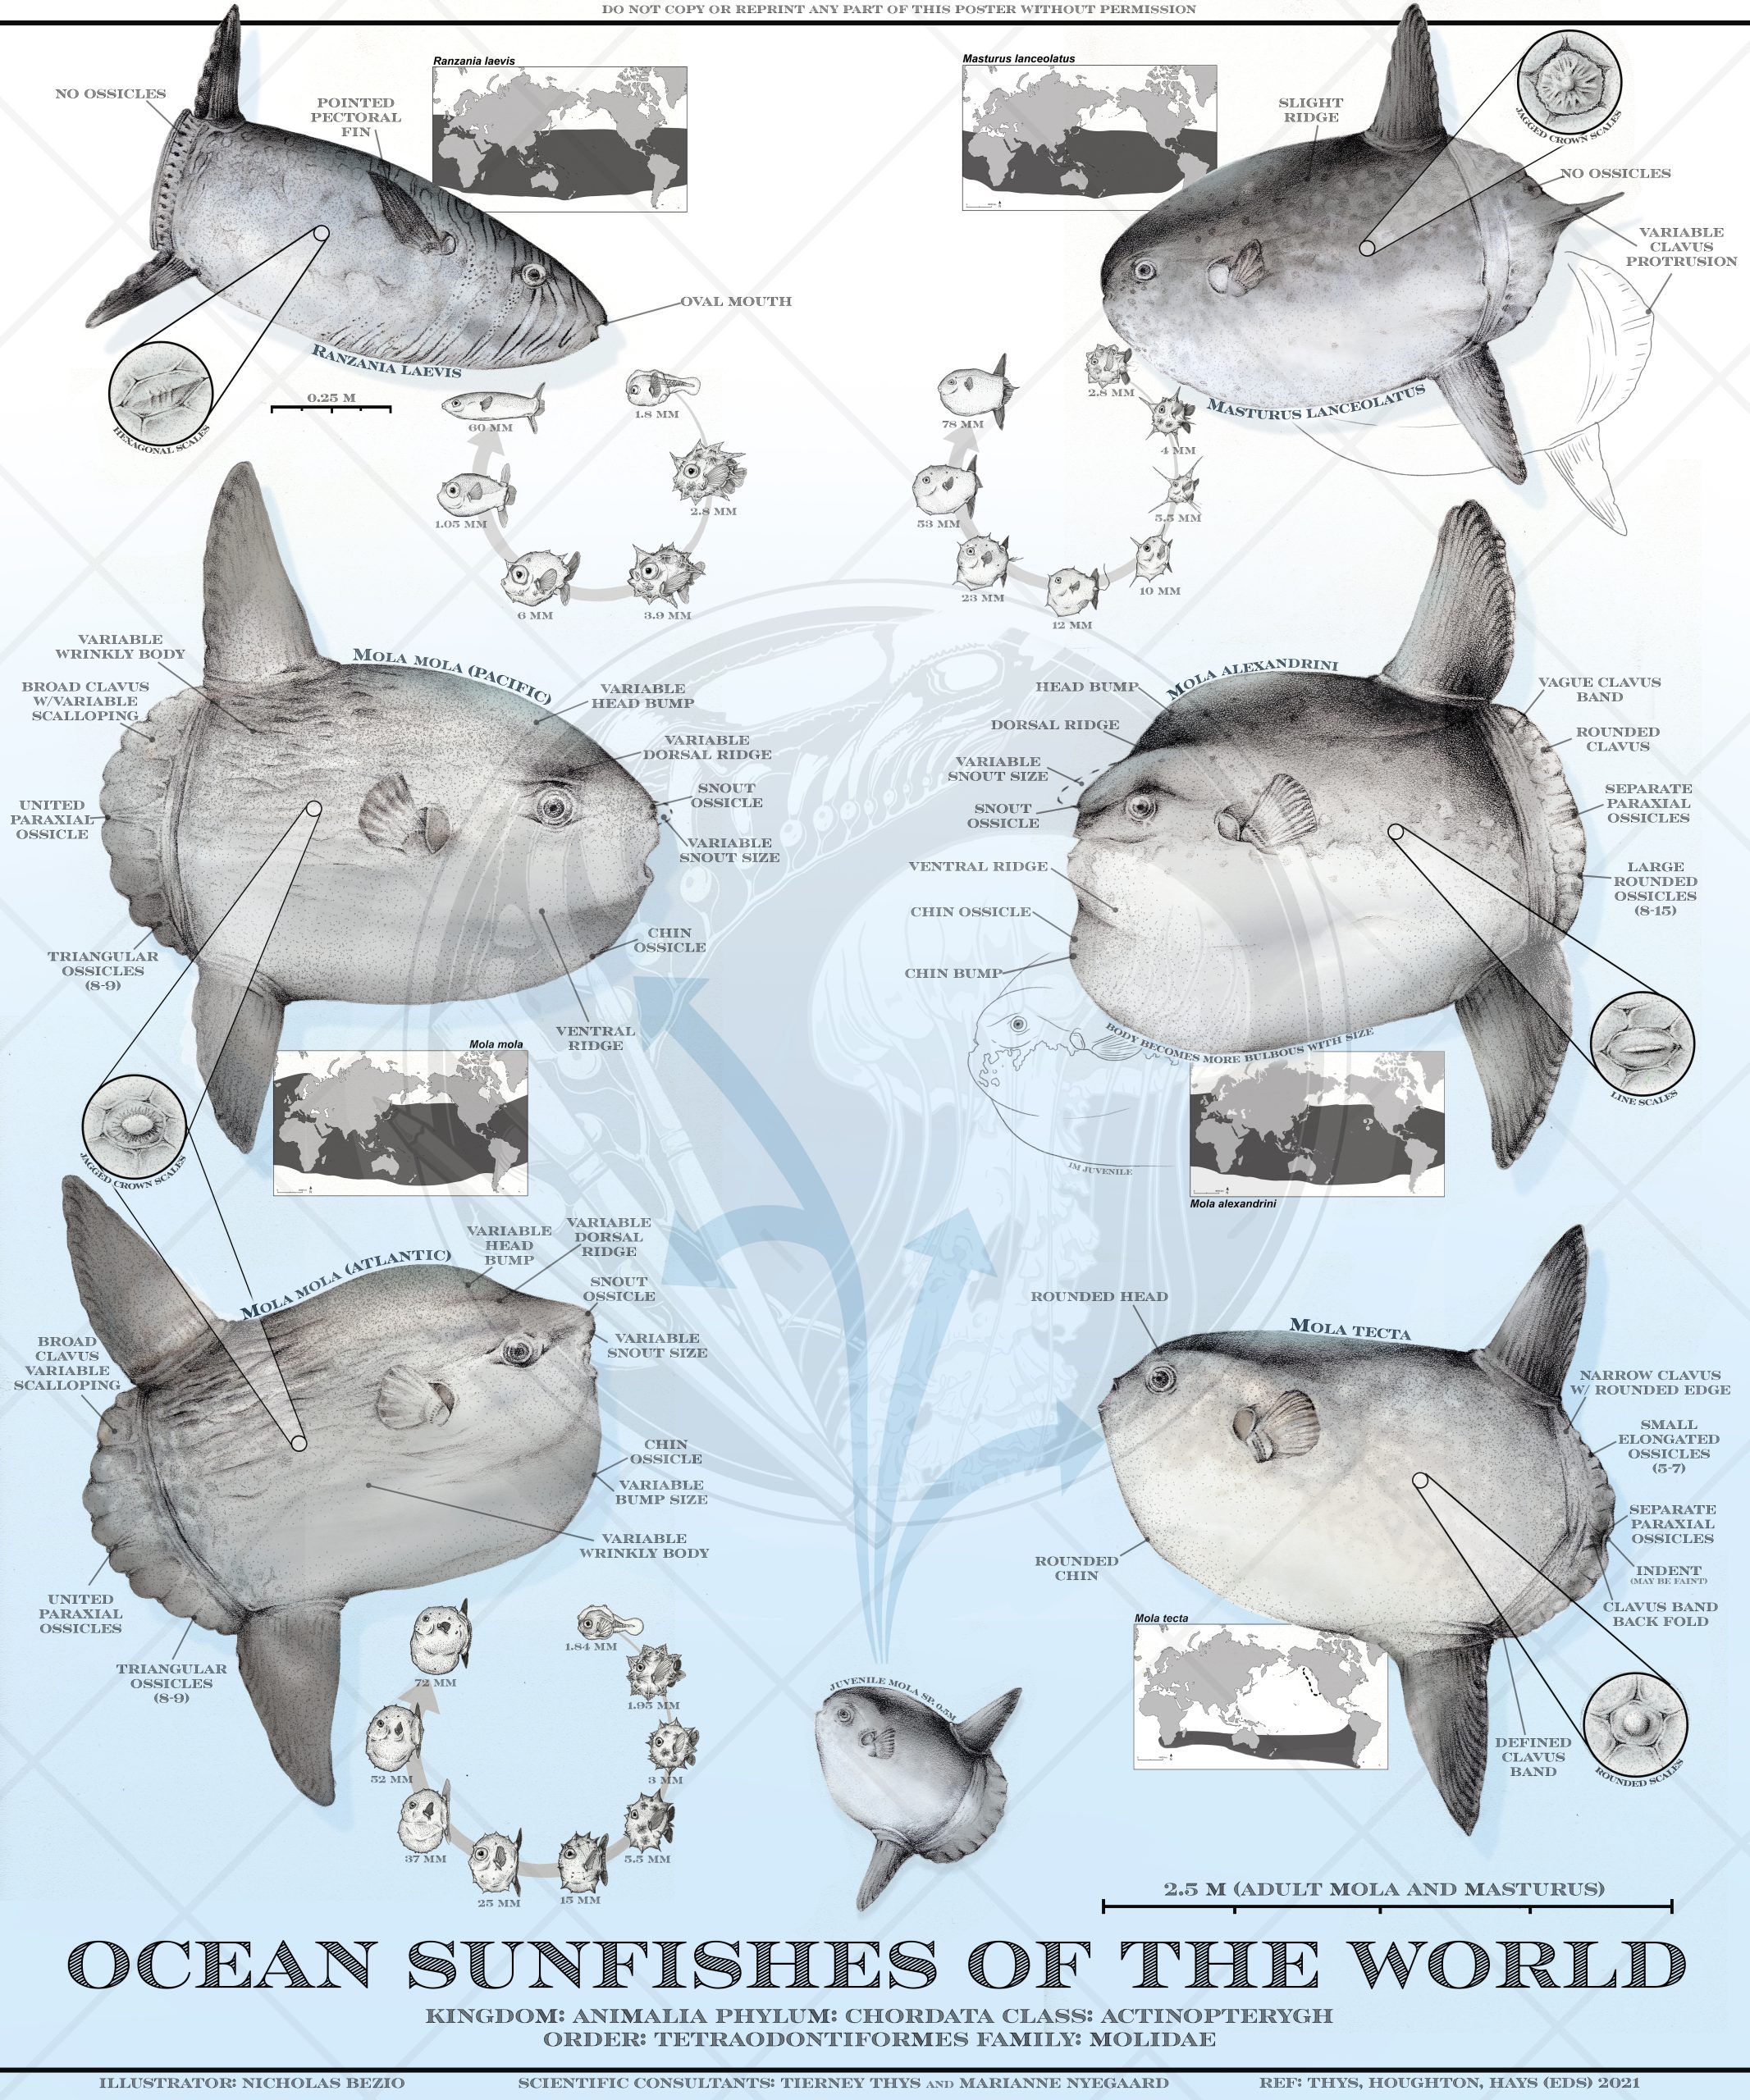 DO NOT COPY OR REPRINT ANY PART OF THIS POSTER WITHOUT PERMISSION
NO OSSICLES
POINTED
PECTORAL
FIN
Ranzania laevis
OVAL MOUTH
RANZANIA LAEVIS
HEXAGONAL SCALES
0.25 M
1.8 MM
2.8 MM
3.9 MM
6 MM
1.05 MM
60 MM
Masturus lanceolatus
SLIGHT
RIDGE
JAGGED CROWN SCALES
NO OSSICLES
VARIABLE
CLAVUS
PROTRUSION
MASTURUS LANCEOLATUS
2.8 MM
4 MM
5.5 MM
10 MM
12 MM
23 MM
53 MM
78 MM
VARIABLE
WRINKLY BODY
BROAD CLAVUS
W/VARIABLE
SCALLOPING
UNITED
PARAXIAL
OSSICLE
TRIANGULAR
OSSICLES
(8-9)
MOLA MOLA (PACIFIC)
VARIABLE
HEAD BUMP
VARIABLE
DORSAL RIDGE
SNOUT
OSSICLE
VARIABLE
SNOUT SIZE
CHIN
OSSICLE
VENTRAL
RIDGE
Mola mola
JAGGED CROWN SCALES
MOLA ALEXANDRINI
HEAD BUMP
DORSAL RIDGE
VARIABLE
SNOUT SIZE
SNOUT
OSSICLE
VENTRAL RIDGE
CHIN OSSICLE
CHIN BUMP
VAGUE CLAVUS
BAND
ROUNDED
CLAVUS
SEPARATE
PARAXIAL
OSSICLES
LARGE
ROUNDED
OSSICLES
(8-15)
LINE SCALES
BODY BECOMES MORE BULBOUS WITH SIZE
1M JUVENILE
?
Mola alexandrini
MOLA MOLA (ATLANTIC)
VARIABLE
HEAD
BUMP
VARIABLE
DORSAL
RIDGE
SNOUT
OSSICLE
VARIABLE
SNOUT SIZE
BROAD
CLAVUS
VARIABLE
SCALLOPING
CHIN
OSSICLE
VARIABLE
BUMP SIZE
VARIABLE
WRINKLY BODY
UNITED
PARAXIAL
OSSICLES
TRIANGULAR
OSSICLES
(8-9)
1.84 MM
1.95 MM
3 MM
5.5 MM
15 MM
25 MM
37 MM
52 MM
72 MM
JUVENILE MOLA SP. 0.5M
ROUNDED HEAD
MOLA TECTA
NARROW CLAVUS
W/ ROUNDED EDGE
SMALL
ELONGATED
OSSICLES
(5-7)
SEPARATE
PARAXIAL
OSSICLES
INDENT
(MAY BE FAINT)
CLAVUS BAND
BACK FOLD
ROUNDED
CHIN
Mola tecta
DEFINED
CLAVUS
BAND
ROUNDED SCALES
2.5 M (ADULT MOLA AND MASTURUS)
OCEAN SUNFISHES OF THE WORLD
KINGDOM: ANIMALIA PHYLUM: CHORDATA CLASS: ACTINOPTERYGH
ORDER: TETRAODONTIFORMES FAMILY: MOLIDAE
ILLUSTRATOR: NICHOLAS BEZIO
SCIENTIFIC CONSULTANTS: TIERNEY THYS AND MARIANNE NYEGAARD
REF: THYS, HOUGHTON, HAYS (EDS) 2021